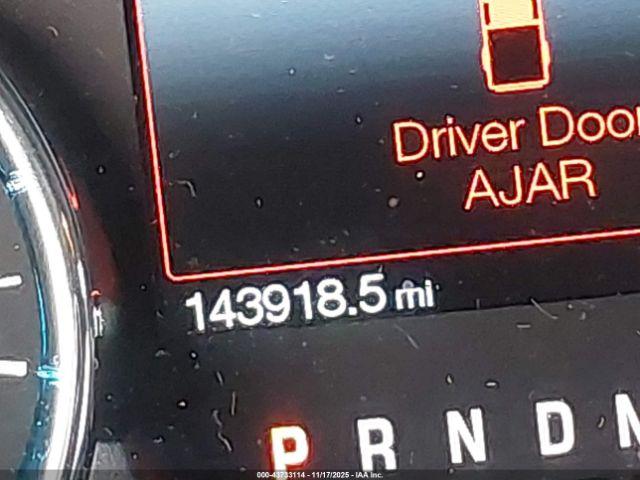 Driver Door
AJAR
143918.5 mi
P R N D M
000-43733114 - 11/17/2025 - IAA Inc.